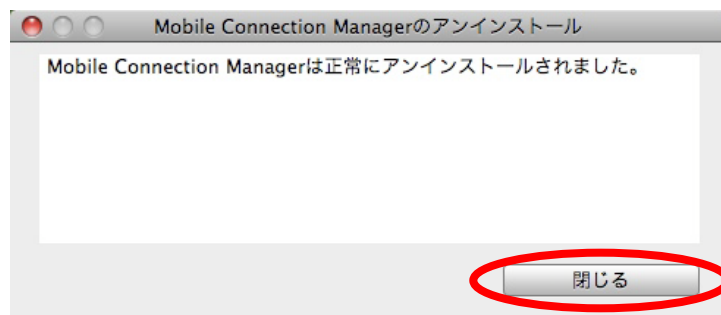 Mobile Connection Managerのアンインストール
Mobile Connection Managerは正常にアンインストールされました。
閉じる